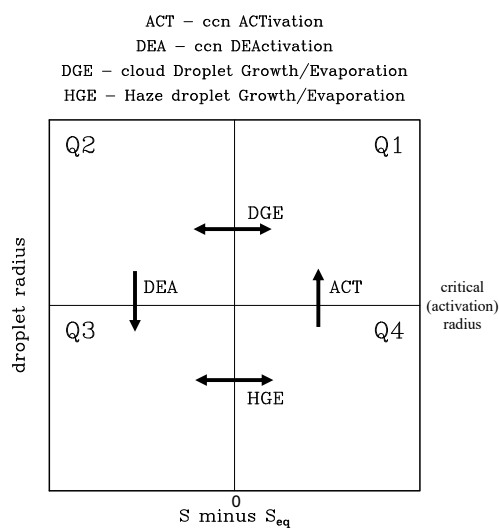 ACT – ccn ACTivation
DEA – ccn DEActivation
DGE – cloud Droplet Growth/Evaporation
HGE – Haze droplet Growth/Evaporation
Q2
Q1
DGE
droplet radius
DEA
ACT
critical
(activation)
radius
Q3
Q4
HGE
0
S minus Seq